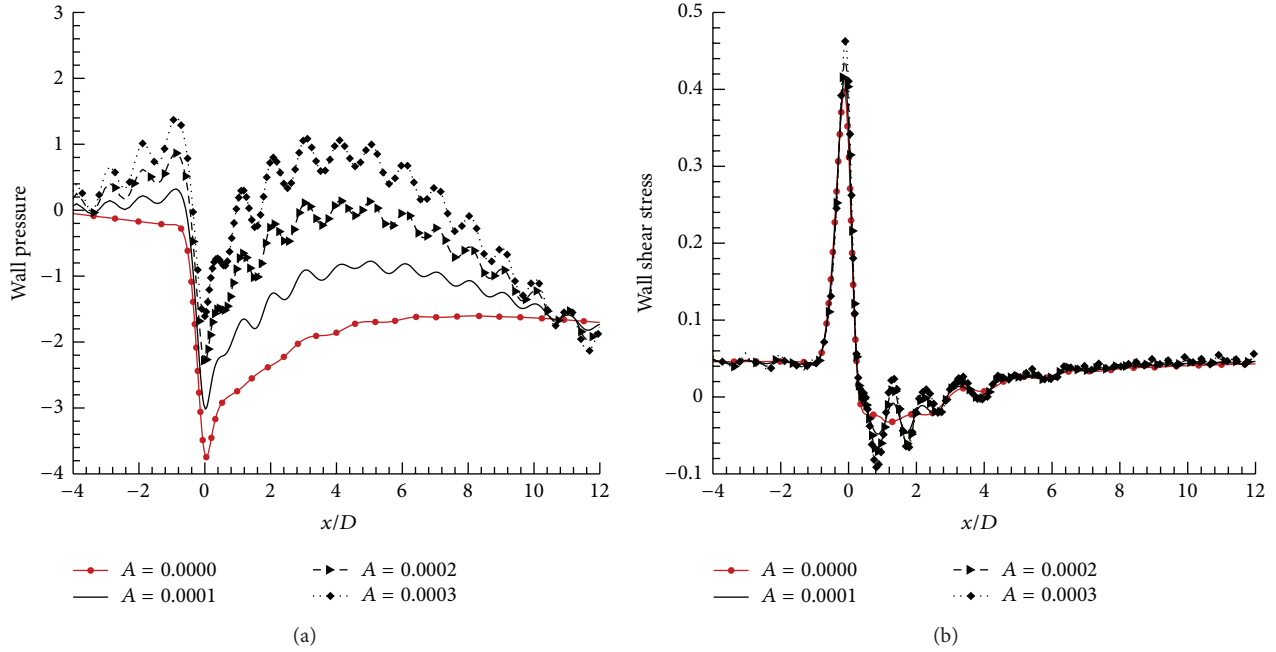 3
2
1
0
−1
−2
−3
−4
Wall pressure
−4 −2 0 2 4 6 8 10 12
x/D
A = 0.0000
A = 0.0001
A = 0.0002
A = 0.0003
(a)
0.5
0.4
0.3
0.2
0.1
0
−0.1
Wall shear stress
−4 −2 0 2 4 6 8 10 12
x/D
A = 0.0000
A = 0.0001
A = 0.0002
A = 0.0003
(b)